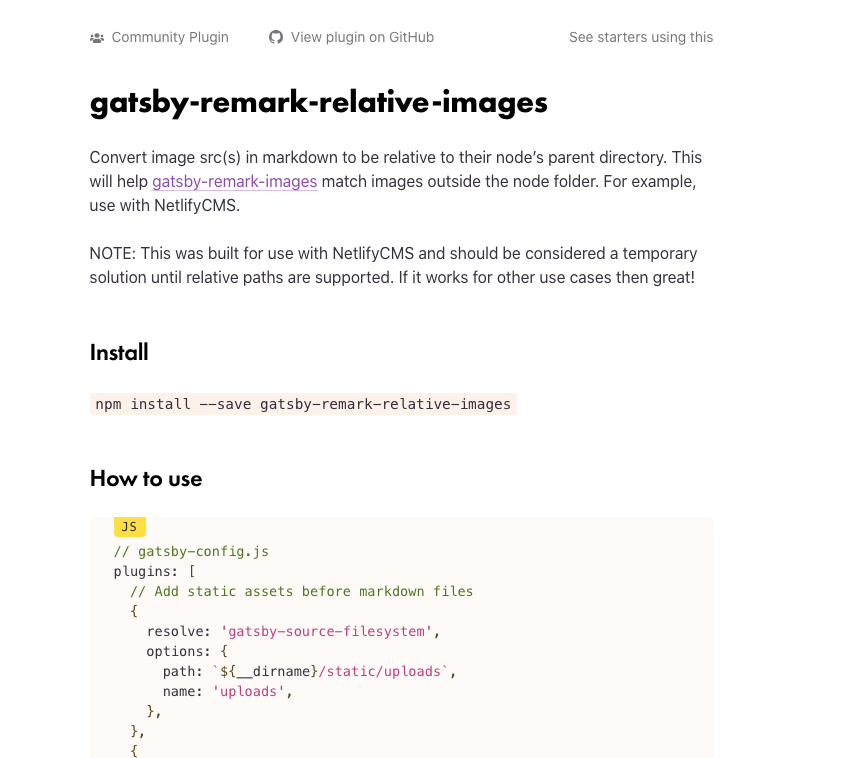 Community Plugin View plugin on GitHub See starters using this
gatsby-remark-relative-images
Convert image src(s) in markdown to be relative to their node’s parent directory. This
will help gatsby-remark-images match images outside the node folder. For example,
use with NetlifyCMS.
NOTE: This was built for use with NetlifyCMS and should be considered a temporary
solution until relative paths are supported. If it works for other use cases then great!
Install
npm install --save gatsby-remark-relative-images
How to use
JS
// gatsby-config.js
plugins: [
  // Add static assets before markdown files
  {
    resolve: 'gatsby-source-filesystem',
    options: {
      path: `${__dirname}/static/uploads`,
      name: 'uploads',
    },
  },
  {